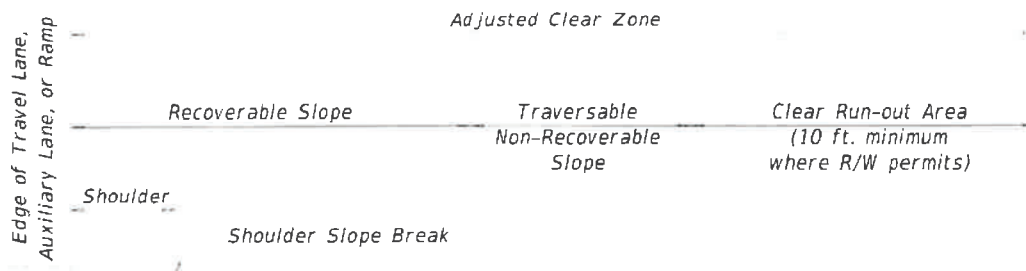 Adjusted Clear Zone
Edge of Travel Lane,
Auxiliary Lane, or Ramp
Recoverable Slope
Traversable
Non-Recoverable
Slope
Clear Run-out Area
(10 ft. minimum
where R/W permits)
Shoulder
Shoulder Slope Break